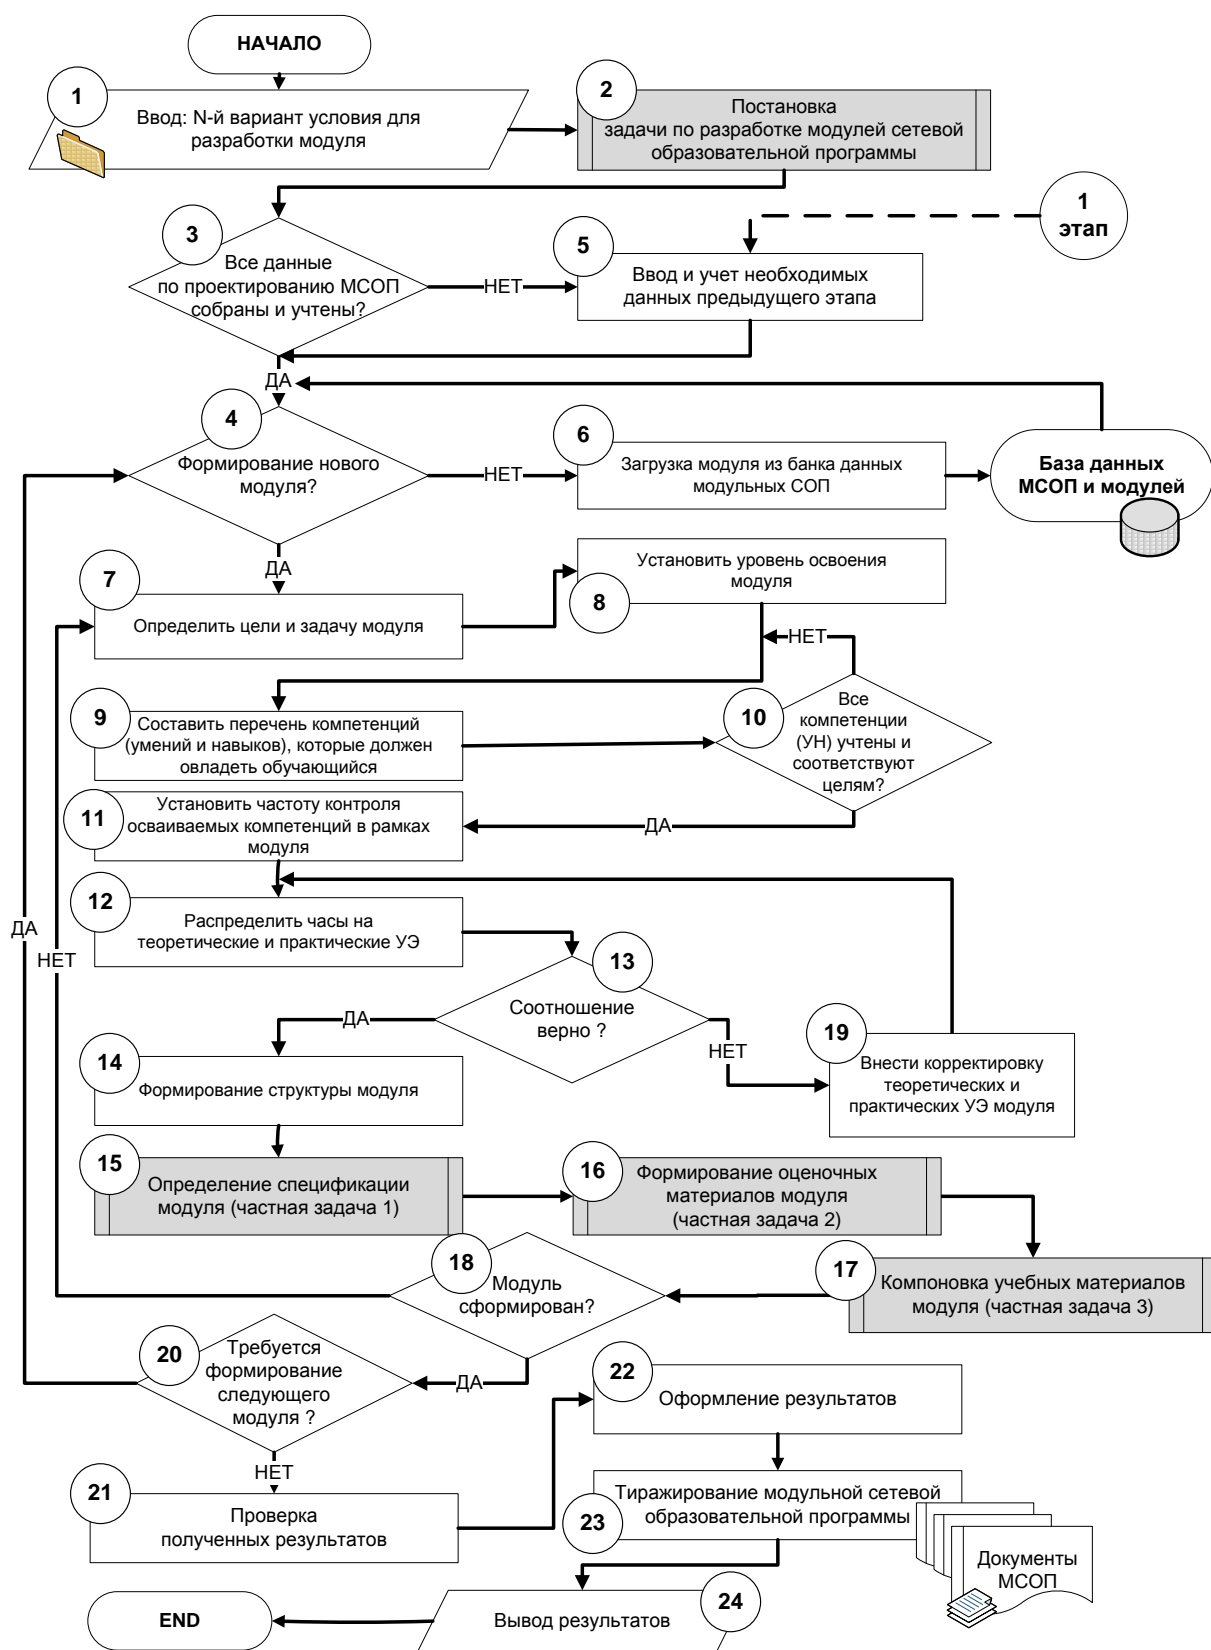 НАЧАЛО
1
Ввод: N-й вариант условия для
разработки модуля
2
Постановка
задачи по разработке модулей сетевой
образовательной программы
1
этап
3
Все данные
по проектированию МСОП
собраны и учтены?
НЕТ
5
Ввод и учет необходимых
данных предыдущего этапа
ДА
4
Формирование нового
модуля?
НЕТ
6
Загрузка модуля из банка данных
модульных СОП
База данных
МСОП и модулей
ДА
7
Определить цели и задачу модуля
Установить уровень освоения
модуля
8
НЕТ
9
Составить перечень компетенций
(умений и навыков), которые должен
овладеть обучающийся
10
Все
компетенции
(УН) учтены и
соответствуют
целям?
11
Установить частоту контроля
осваиваемых компетенций в рамках
модуля
ДА
12
Распределить часы на
теоретические и практические УЭ
ДА
НЕТ
13
Соотношение
верно ?
ДА
НЕТ
14
Формирование структуры модуля
19
Внести корректировку
теоретических и
практических УЭ модуля
15
Определение спецификации
модуля (частная задача 1)
16
Формирование оценочных
материалов модуля
(частная задача 2)
17
Компоновка учебных материалов
модуля (частная задача 3)
18
Модуль
сформирован?
20
Требуется
формирование
следующего
модуля ?
ДА
22
Оформление результатов
НЕТ
21
Проверка
полученных результатов
23
Тиражирование модульной сетевой
образовательной программы
Документы
МСОП
END
Вывод результатов
24